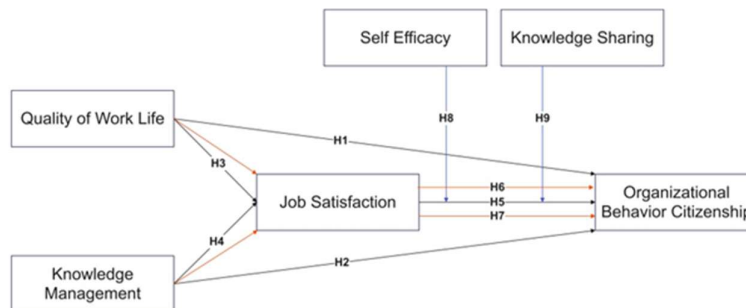 Self Efficacy
Knowledge Sharing
Quality of Work Life
H8
H9
H1
H3
H6
Job Satisfaction
H5
H7
Organizational
Behavior Citizenship
H4
H2
Knowledge
Management